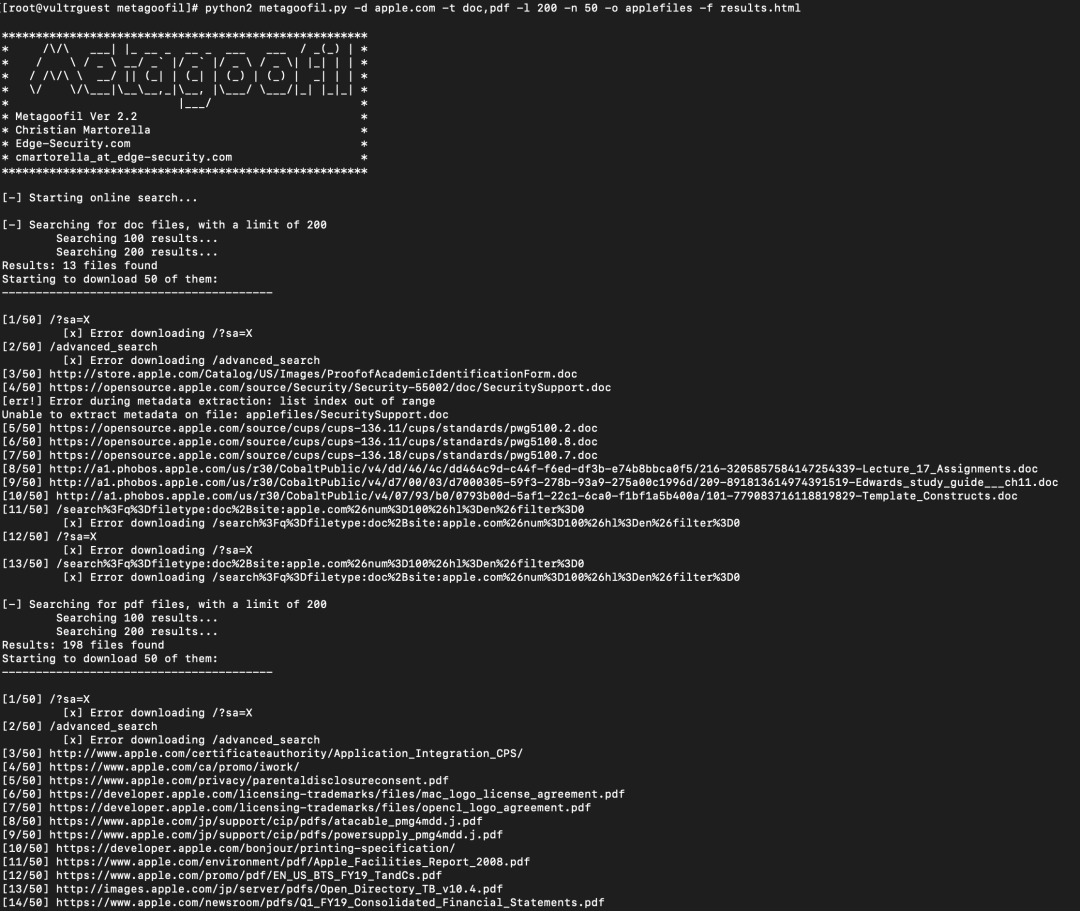 [root@vultrguest metagoofil]# python2 metagoofil.py -d apple.com -t doc,pdf -l 200 -n 50 -o applefiles -f results.html
******************************************************
*     /\/\   ___| |_ __ _  __ _  ___   ___  / _(_) | *
*    /    \ / _ \ __/ _` |/ _` |/ _ \ / _ \| |_| | | *
*   / /\/\ \  __/ || (_| | (_| | (_) | (_) |  _| | | *
*   \/    \/\___|\__\__,_|\__, |\___/ \___/|_| |_|_| *
*                         |___/                      *
* Metagoofil Ver 2.2                                 *
* Christian Martorella                               *
* Edge-Security.com                                  *
* cmartorella_at_edge-security.com                   *
******************************************************
[-] Starting online search...
[-] Searching for doc files, with a limit of 200
Searching 100 results...
Searching 200 results...
Results: 13 files found
Starting to download 50 of them:
----------------------------------------
[1/50] /?sa=X
[x] Error downloading /?sa=X
[2/50] /advanced_search
[x] Error downloading /advanced_search
[3/50] http://store.apple.com/Catalog/US/Images/ProofofAcademicIdentificationForm.doc
[4/50] https://opensource.apple.com/source/Security/Security-55002/doc/SecuritySupport.doc
[err!] Error during metadata extraction: list index out of range
Unable to extract metadata on file: applefiles/SecuritySupport.doc
[5/50] https://opensource.apple.com/source/cups/cups-136.11/cups/standards/pwg5100.2.doc
[6/50] https://opensource.apple.com/source/cups/cups-136.11/cups/standards/pwg5100.8.doc
[7/50] https://opensource.apple.com/source/cups/cups-136.18/cups/standards/pwg5100.7.doc
[8/50] http://a1.phobos.apple.com/us/r30/CobaltPublic/v4/dd/46/4c/dd464c9d-c44f-f6ed-df3b-e74b8bbca0f5/216-3205857584147254339-Lecture_17_Assignments.doc
[9/50] http://a1.phobos.apple.com/us/r30/CobaltPublic/v4/d7/00/03/d7000305-59f3-278b-93a9-275a00c1996d/209-891813614974391519-Edwards_study_guide___ch11.doc
[10/50] http://a1.phobos.apple.com/us/r30/CobaltPublic/v4/07/93/b0/0793b00d-5af1-22c1-6ca0-f1bf1a5b400a/101-779083716118819829-Template_Constructs.doc
[11/50] /search%3Fq%3Dfiletype:doc%2Bsite:apple.com%26num%3D100%26hl%3Den%26filter%3D0
[x] Error downloading /search%3Fq%3Dfiletype:doc%2Bsite:apple.com%26num%3D100%26hl%3Den%26filter%3D0
[12/50] /?sa=X
[x] Error downloading /?sa=X
[13/50] /search%3Fq%3Dfiletype:doc%2Bsite:apple.com%26num%3D100%26hl%3Den%26filter%3D0
[x] Error downloading /search%3Fq%3Dfiletype:doc%2Bsite:apple.com%26num%3D100%26hl%3Den%26filter%3D0
[-] Searching for pdf files, with a limit of 200
Searching 100 results...
Searching 200 results...
Results: 198 files found
Starting to download 50 of them:
----------------------------------------
[1/50] /?sa=X
[x] Error downloading /?sa=X
[2/50] /advanced_search
[x] Error downloading /advanced_search
[3/50] http://www.apple.com/certificateauthority/Application_Integration_CPS/
[4/50] https://www.apple.com/ca/promo/iwork/
[5/50] https://www.apple.com/privacy/parentaldisclosureconsent.pdf
[6/50] https://developer.apple.com/licensing-trademarks/files/mac_logo_license_agreement.pdf
[7/50] https://developer.apple.com/licensing-trademarks/files/opencl_logo_agreement.pdf
[8/50] https://www.apple.com/jp/support/cip/pdfs/atacable_pmg4mdd.j.pdf
[9/50] https://www.apple.com/jp/support/cip/pdfs/powersupply_pmg4mdd.j.pdf
[10/50] https://developer.apple.com/bonjour/printing-specification/
[11/50] https://www.apple.com/environment/pdf/Apple_Facilities_Report_2008.pdf
[12/50] https://www.apple.com/promo/pdf/EN_US_BTS_FY19_TandCs.pdf
[13/50] http://images.apple.com/jp/server/pdfs/Open_Directory_TB_v10.4.pdf
[14/50] https://www.apple.com/newsroom/pdfs/Q1_FY19_Consolidated_Financial_Statements.pdf